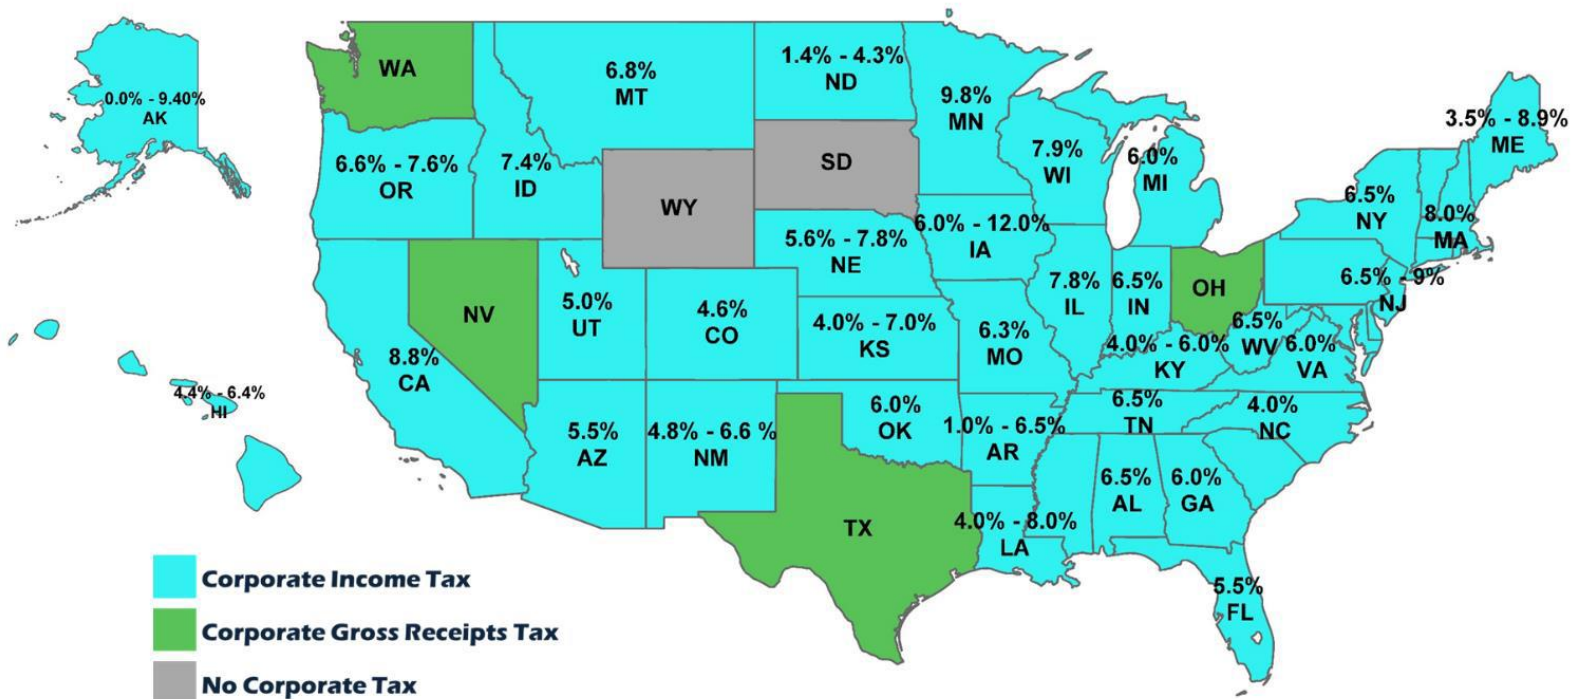 WA
6.8%
MT
1.4% - 4.3%
ND
9.8%
MN
0.0% - 9.40%
AK
3.5% - 8.9%
ME
6.6% - 7.6%
OR
7.4%
ID
SD
7.9%
WI
6.0%
MI
WY
6.5%
NY
8.0%
MA
6.0% - 12.0%
IA
5.6% - 7.8%
NE
NV
5.0%
UT
4.6%
CO
4.0% - 7.0%
KS
7.8%
IL
6.5%
IN
OH
6.5% - 9%
NJ
6.3%
MO
6.5%
WV
6.0%
VA
4.0% - 6.0%
KY
8.8%
CA
4.4% - 6.4%
HI
5.5%
AZ
4.8% - 6.6 %
NM
6.0%
OK
1.0% - 6.5%
AR
6.5%
TN
4.0%
NC
6.5%
AL
6.0%
GA
TX
4.0% - 8.0%
LA
5.5%
FL
Corporate Income Tax
Corporate Gross Receipts Tax
No Corporate Tax